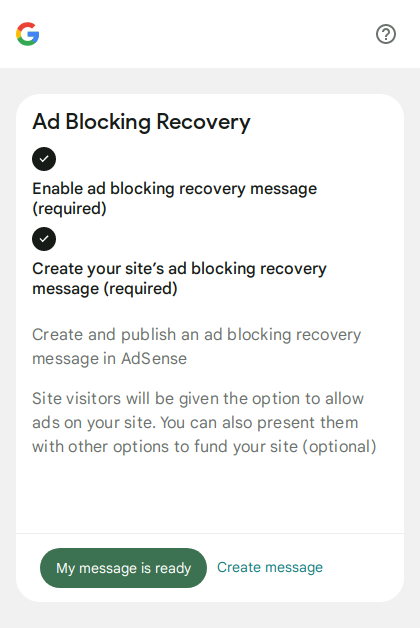 Ad Blocking Recovery
Enable ad blocking recovery message
(required)
Create your site’s ad blocking recovery
message (required)
Create and publish an ad blocking recovery
message in AdSense
Site visitors will be given the option to allow
ads on your site. You can also present them
with other options to fund your site (optional)
My message is ready
Create message